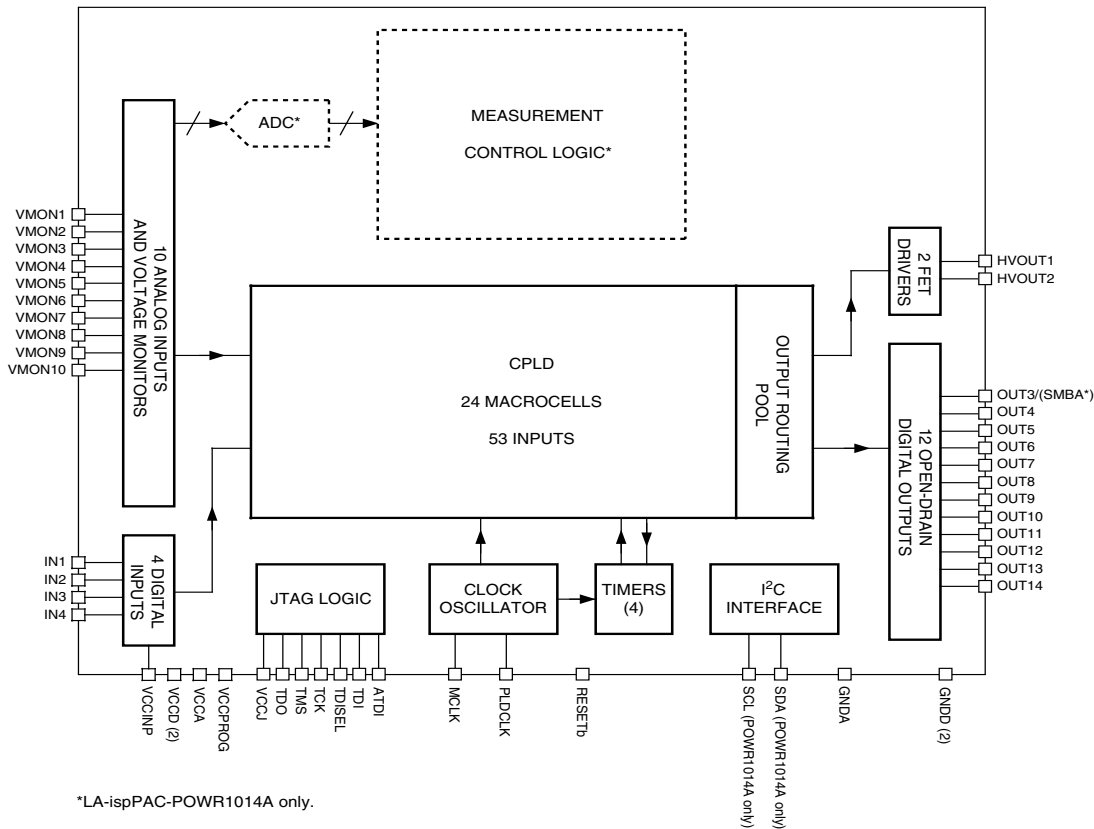 ADC*
MEASUREMENT
CONTROL LOGIC*
VMON1
VMON2
VMON3
VMON4
VMON5
VMON6
VMON7
VMON8
VMON9
VMON10
10 ANALOG INPUTS
AND VOLTAGE MONITORS
2 FET
DRIVERS
HVOUT1
HVOUT2
CPLD
24 MACROCELLS
53 INPUTS
OUTPUT ROUTING
POOL
12 OPEN-DRAIN
DIGITAL OUTPUTS
OUT3/(SMBA*)
OUT4
OUT5
OUT6
OUT7
OUT8
OUT9
OUT10
OUT11
OUT12
OUT13
OUT14
IN1
IN2
IN3
IN4
4 DIGITAL
INPUTS
JTAG LOGIC
CLOCK
OSCILLATOR
TIMERS
(4)
I²C
INTERFACE
VCCINP
VCCD (2)
VCCA
VCCPROG
VCCJ
TDO
TMS
TCK
TDISEL
TDI
ATDI
MCLK
PLDCLK
RESETb
SCL (POWR1014A only)
SDA (POWR1014A only)
GNDA
GNDD (2)
*LA-ispPAC-POWR1014A only.